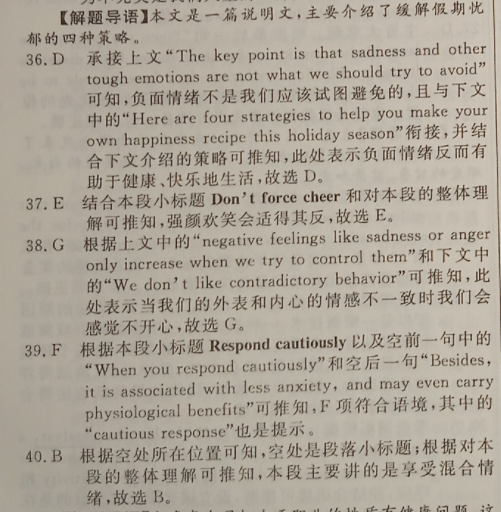 【解题导语】本文是一篇说明文,主要介绍了缓解假期忧
郁的四种策略。
36. D 承接上文“The key point is that sadness and other
tough emotions are not what we should try to avoid”
可知,负面情绪不是我们应该试图避免的,且与下文
中的“Here are four strategies to help you make your
own happiness recipe this holiday season”衔接,并结
合下文介绍的策略可推知,此处表示负面情绪反而有
助于健康、快乐地生活,故选 D。
37. E 结合本段小标题 Don't force cheer 和对本段的整体理
解可推知,强颜欢笑会适得其反,故选 E。
38. G 根据上文中的“negative feelings like sadness or anger
only increase when we try to control them”和下文中
的“We don't like contradictory behavior”可推知,此
处表示当我们的外表和内心的情感不一致时我们会
感觉不开心,故选 G。
39. F 根据本段小标题 Respond cautiously 以及空前一句中的
“When you respond cautiously”和空后一句“Besides,
it is associated with less anxiety, and may even carry
physiological benefits”可推知,F 项符合语境,其中的
“cautious response”也是提示。
40. B 根据空处所在位置可知,空处是段落小标题;根据对本
段的整体理解可推知,本段主要讲的是享受混合情
绪,故选 B。